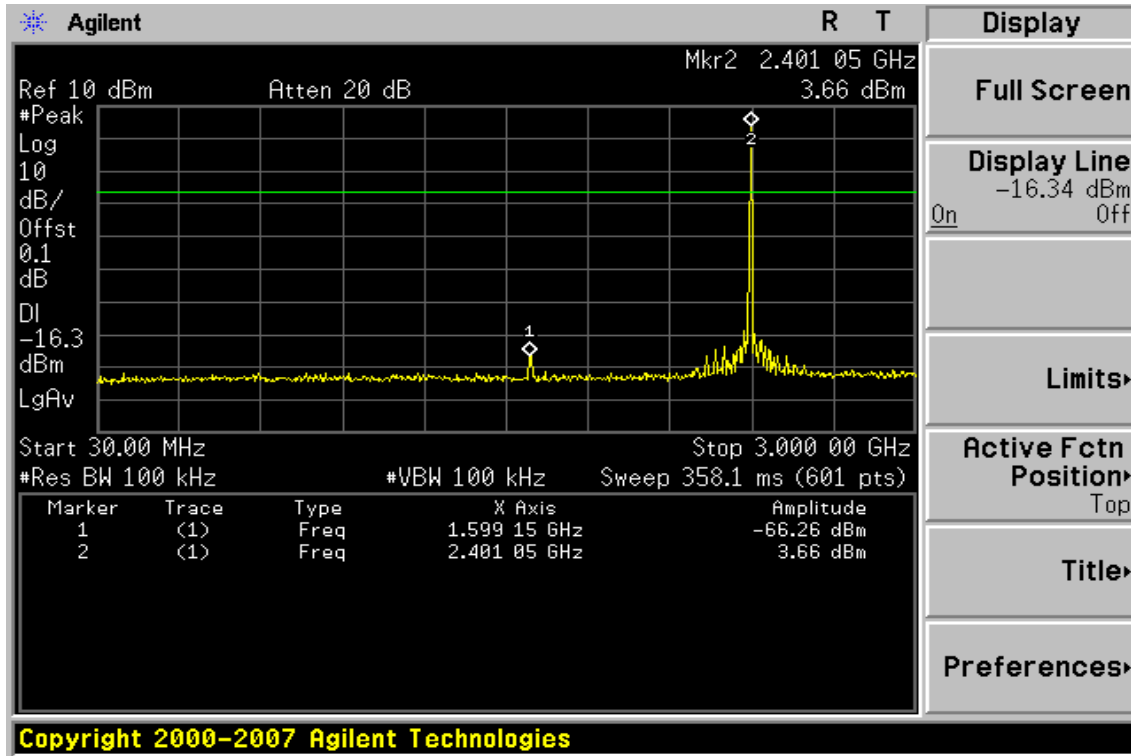 Agilent R T
Mkr2 2.401 05 GHz
Ref 10 dBm Atten 20 dB 3.66 dBm
#Peak
Log
10
dB/
Offst
0.1
dB
DI
-16.3
dBm
LgAv
1
2
Start 30.00 MHz Stop 3.000 00 GHz
#Res BW 100 kHz #VBW 100 kHz Sweep 358.1 ms (601 pts)
Marker Trace Type X Axis Amplitude
1 (1) Freq 1.599 15 GHz -66.26 dBm
2 (1) Freq 2.401 05 GHz 3.66 dBm
Display
Full Screen
Display Line
-16.34 dBm
On Off
Limits
Active Fctn
Position
Top
Title
Preferences
Copyright 2000-2007 Agilent Technologies